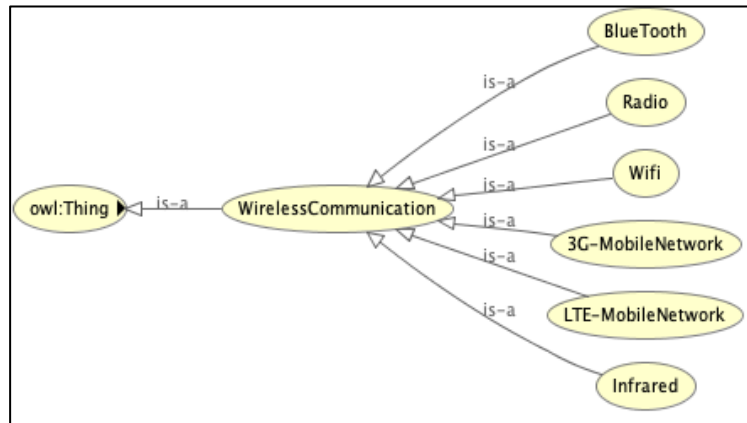 BlueTooth
is-a
Radio
is-a
Wifi
is-a
owl:Thing
is-a
WirelessCommunication
is-a
3G-MobileNetwork
is-a
LTE-MobileNetwork
is-a
Infrared